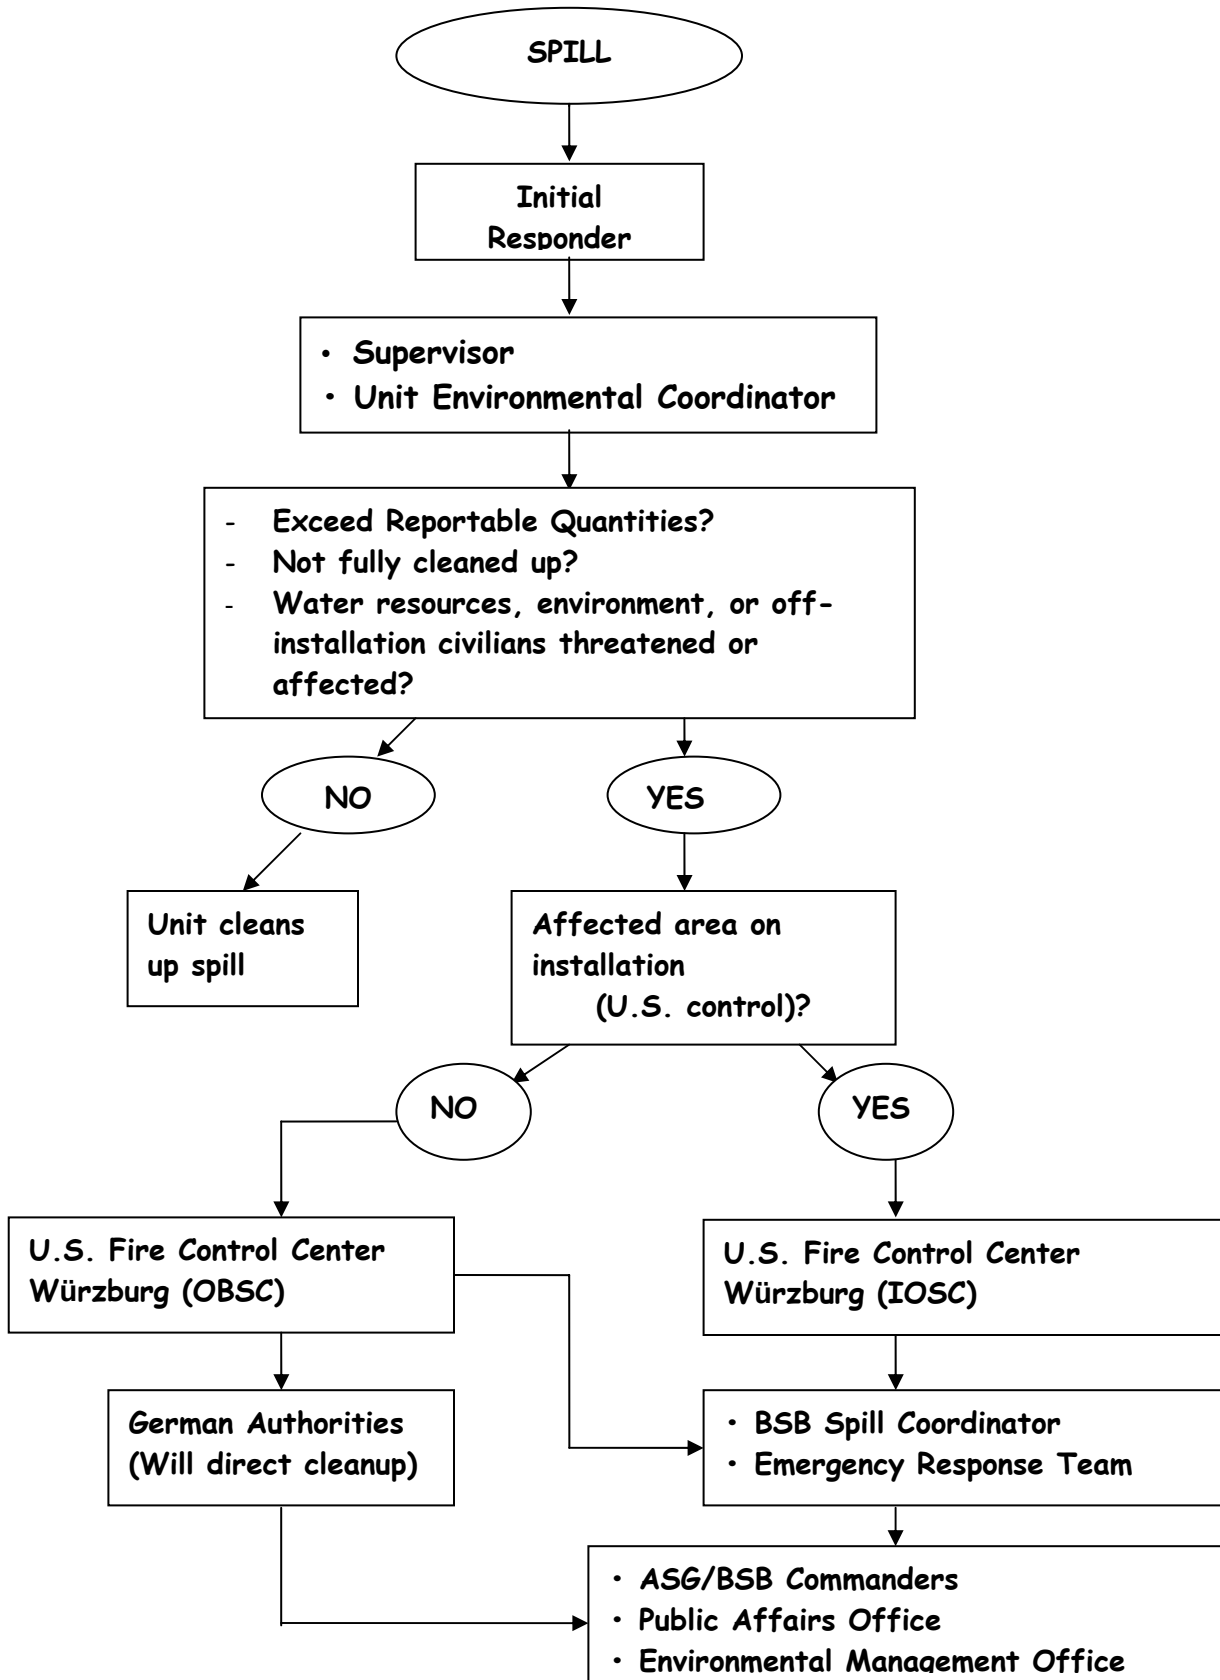 SPILL
Initial
Responder
• Supervisor
• Unit Environmental Coordinator
- Exceed Reportable Quantities?
- Not fully cleaned up?
- Water resources, environment, or off-
installation civilians threatened or
affected?
NO
YES
Unit cleans
up spill
Affected area on
installation
(U.S. control)?
NO
YES
U.S. Fire Control Center
Würzburg (OBSC)
U.S. Fire Control Center
Würzburg (IOSC)
German Authorities
(Will direct cleanup)
• BSB Spill Coordinator
• Emergency Response Team
• ASG/BSB Commanders
• Public Affairs Office
• Environmental Management Office